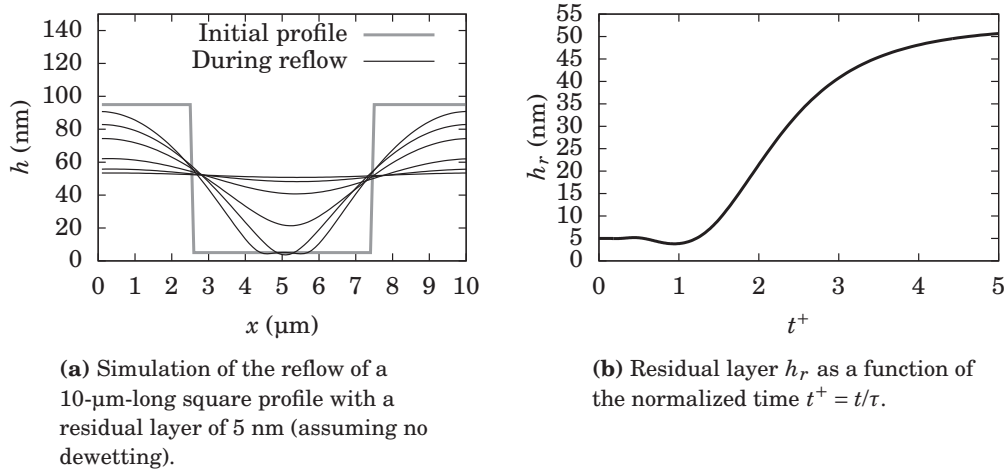 Initial profile
During reflow
140
120
100
80
60
40
20
0
h (nm)
0 1 2 3 4 5 6 7 8 9 10
x (µm)
(a) Simulation of the reflow of a
10-µm-long square profile with a
residual layer of 5 nm (assuming no
dewetting).
55
50
45
40
35
30
25
20
15
10
5
0
h_r (nm)
0 1 2 3 4 5
t⁺
(b) Residual layer h_r as a function of
the normalized time t⁺ = t/τ.